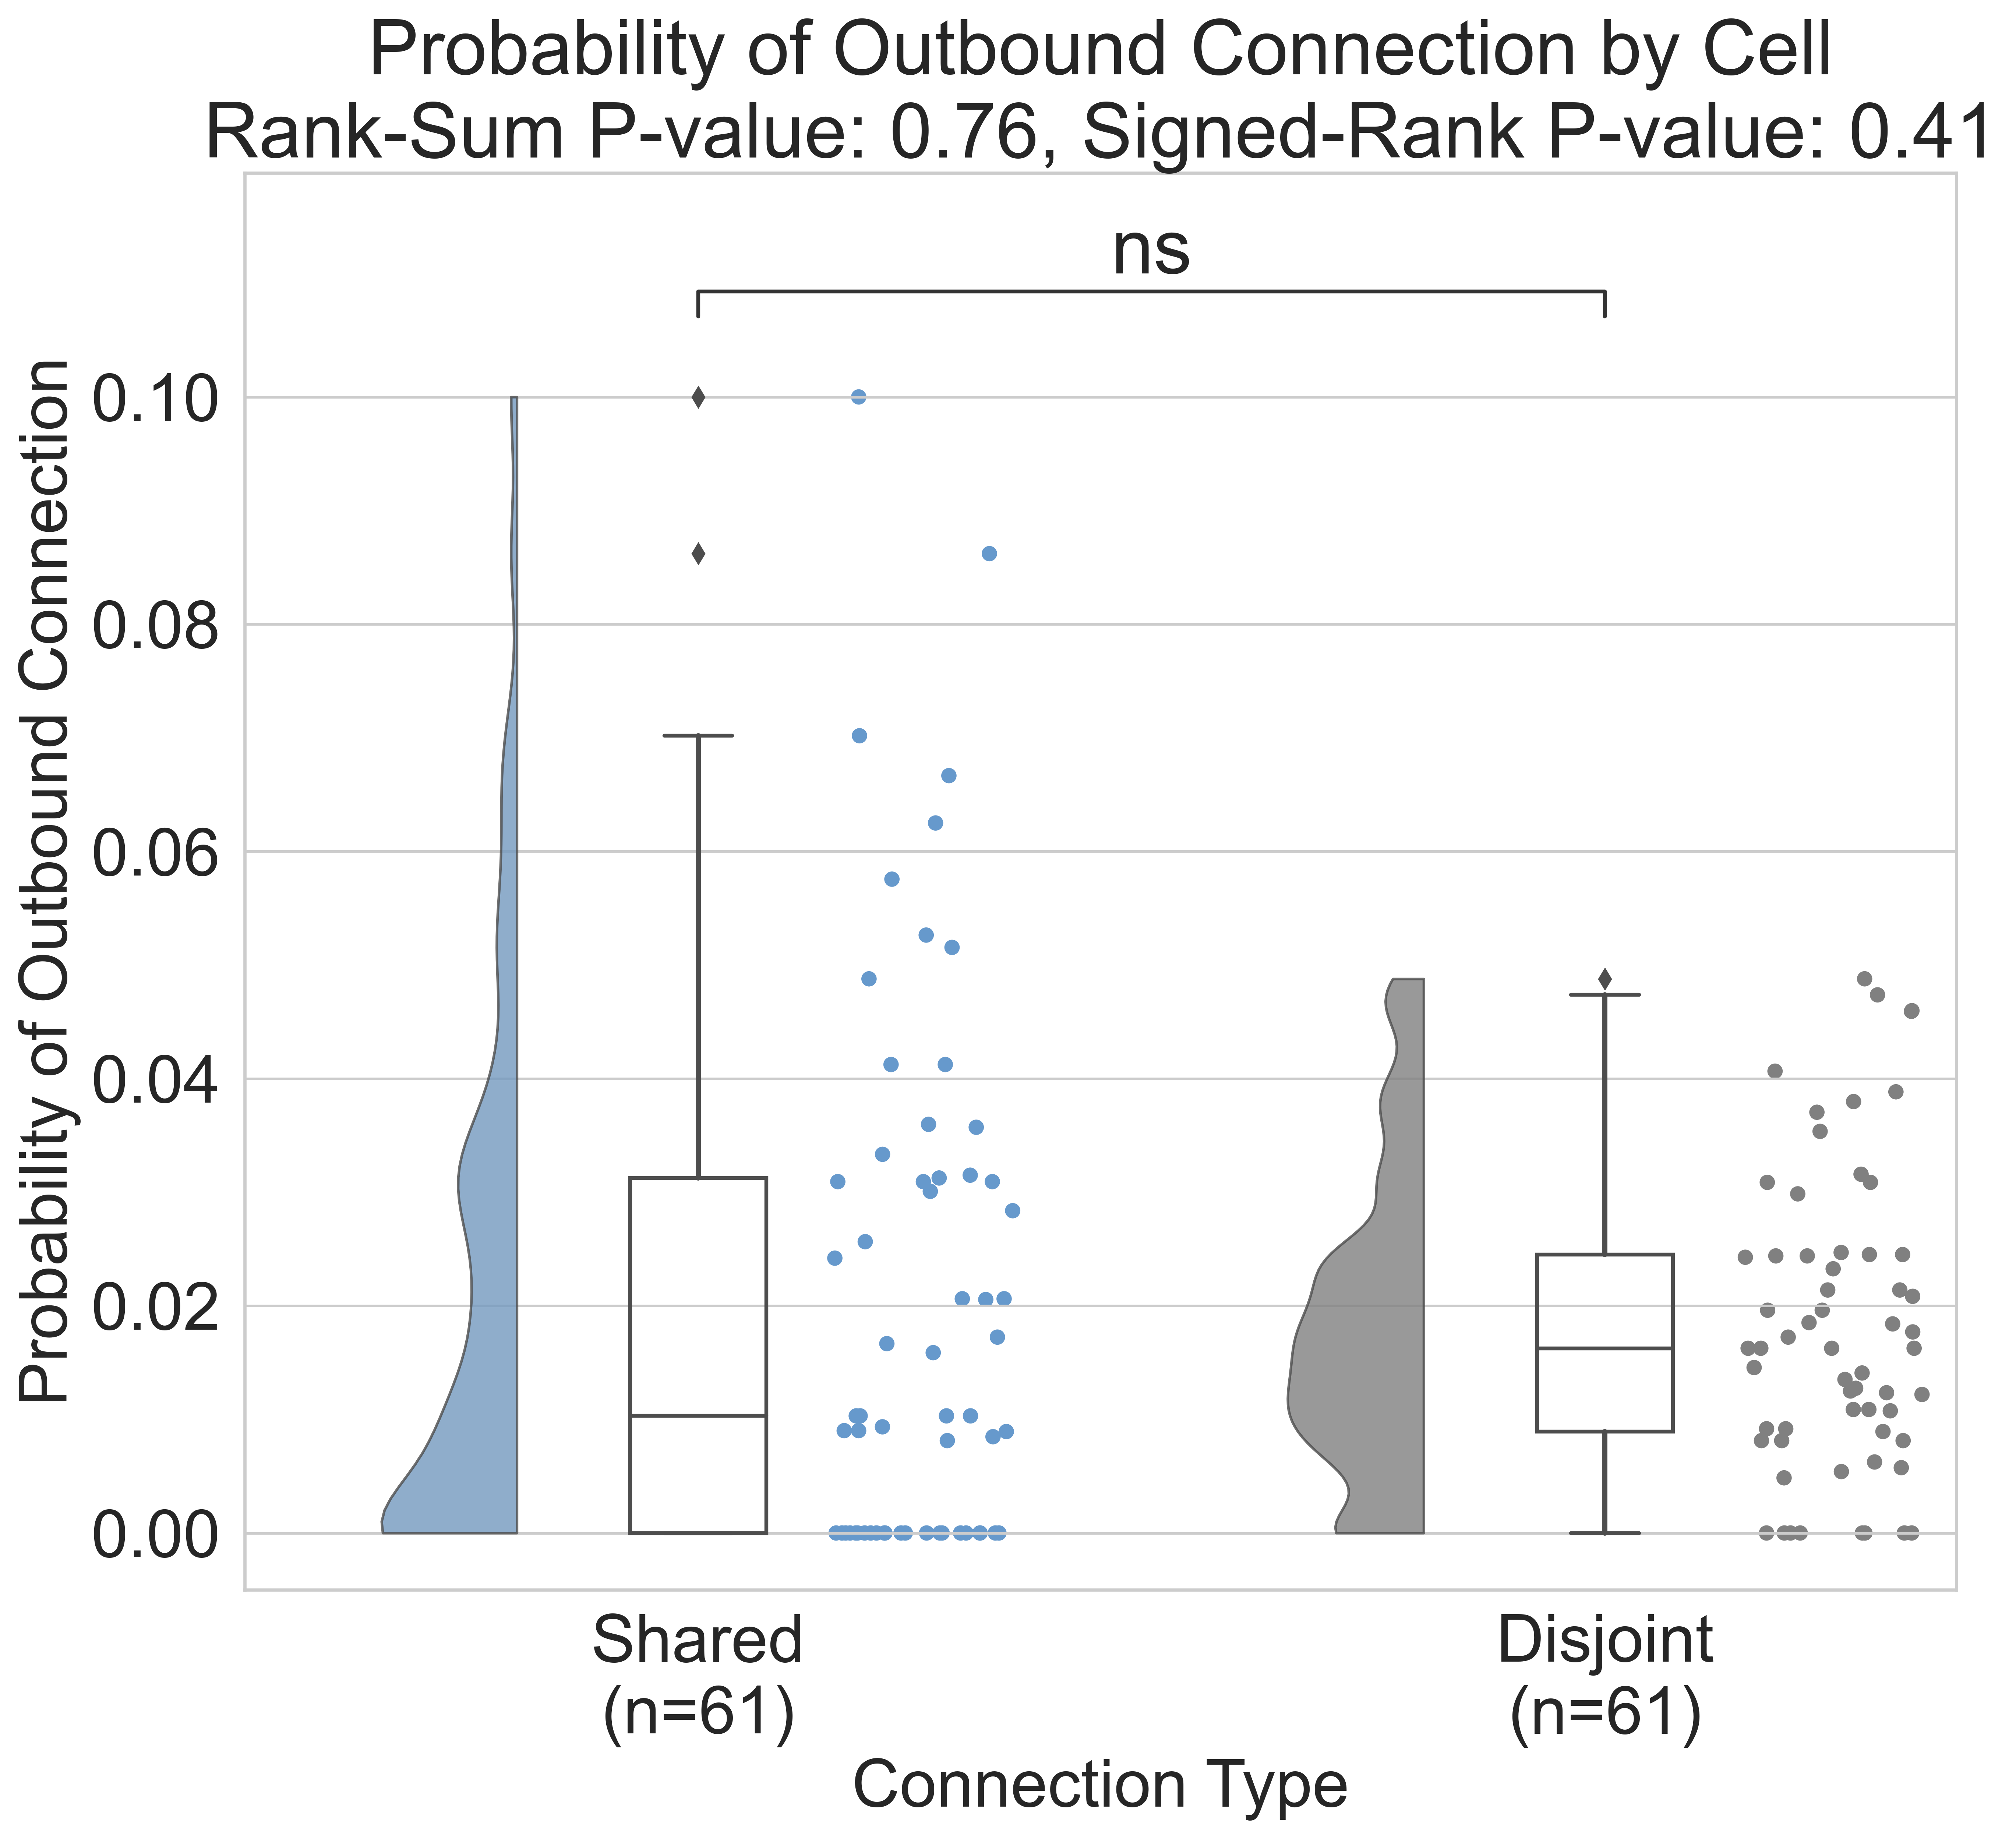 Probability of Outbound Connection by Cell
Rank-Sum P-value: 0.76, Signed-Rank P-value: 0.41
ns
Probability of Outbound Connection
0.10
0.08
0.06
0.04
0.02
0.00
Shared
(n=61)
Disjoint
(n=61)
Connection Type